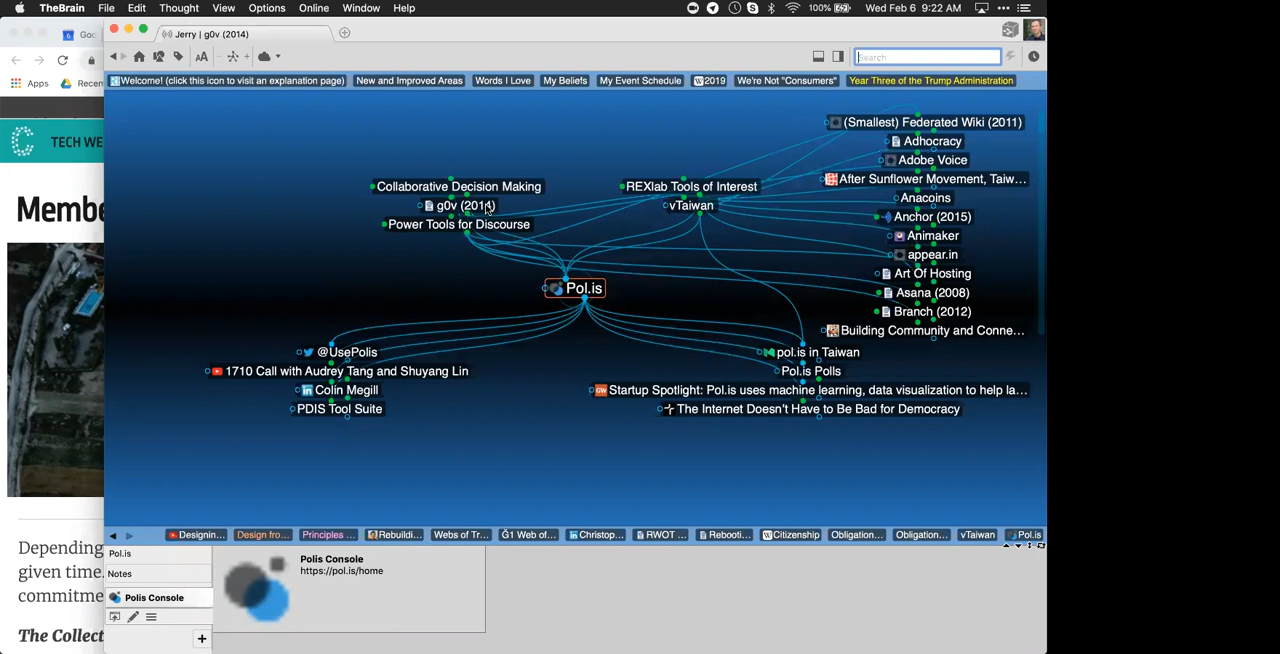 TheBrain File Edit Thought View Options Online Window Help 100% Wed Feb 6 9:22 AM
Jerry | g0v (2014)
Apps Recen
AA Search
Welcome! (click this icon to visit an explanation page) New and Improved Areas Words I Love My Beliefs My Event Schedule 2019 We're Not "Consumers" Year Three of the Trump Administration
TECH WE
Membe
Collaborative Decision Making
g0v (2014)
Power Tools for Discourse
REXlab Tools of Interest
vTaiwan
(Smallest) Federated Wiki (2011)
Adhocracy
Adobe Voice
After Sunflower Movement, Taiw...
Anacoins
Anchor (2015)
Animaker
appear.in
Art Of Hosting
Asana (2008)
Branch (2012)
Building Community and Conne...
Pol.is
@UsePolis
1710 Call with Audrey Tang and Shuyang Lin
Colin Megill
PDIS Tool Suite
pol.is in Taiwan
Pol.is Polls
Startup Spotlight: Pol.is uses machine learning, data visualization to help la...
The Internet Doesn't Have to Be Bad for Democracy
Designin... Design fro... Principles ... Rebuildi... Webs of Tr... Ğ1 Web of... Christop... RWOT ... Rebooti... Citizenship Obligation... Obligation... vTaiwan Pol.is
Pol.is
Notes
Polis Console
Polis Console
https://pol.is/home
Depending
given time.
commitme
The Collect